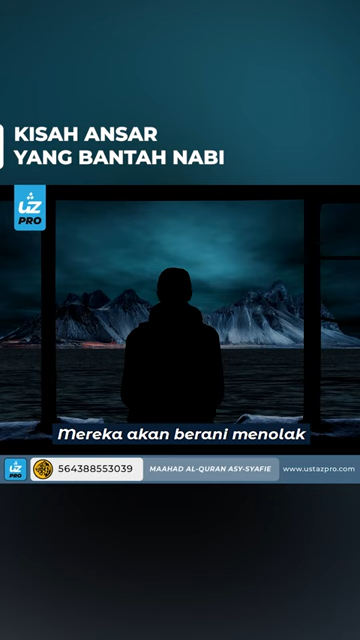 KISAH ANSAR
YANG BANTAH NABI
UZ
PRO
Mereka akan berani menolak
UZ
PRO
564388553039
MAAHAD AL-QURAN ASY-SYAFIE
www.ustazpro.com